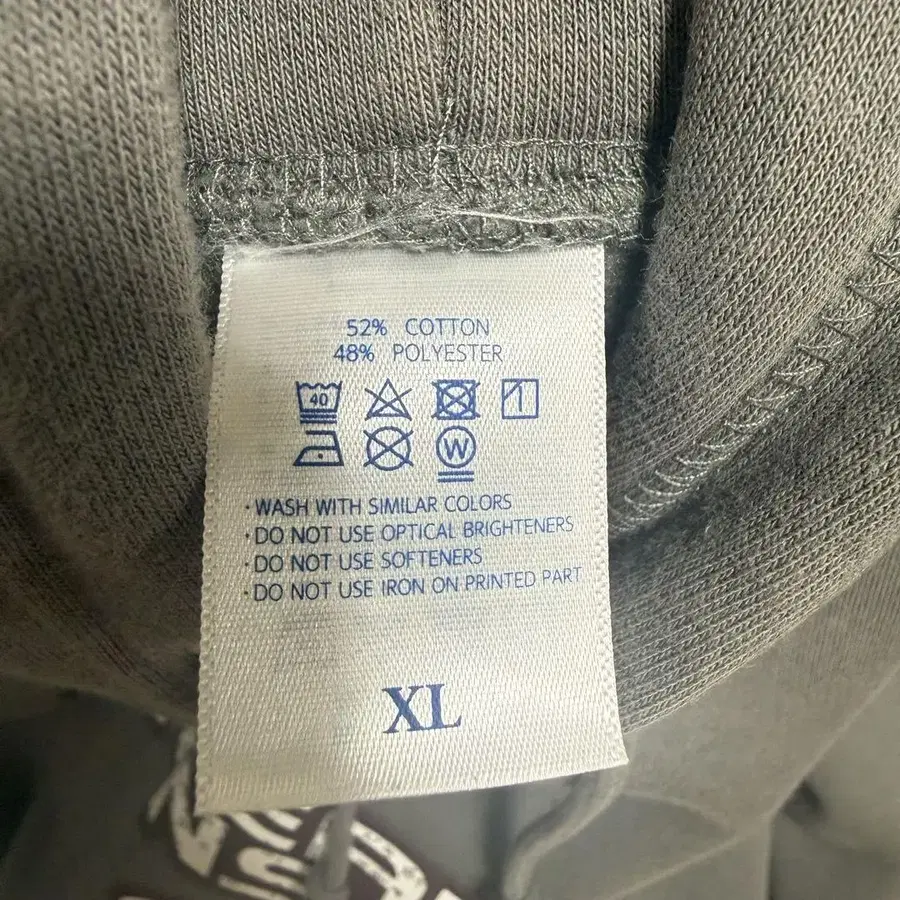 52% COTTON
48% POLYESTER
40
W
· WASH WITH SIMILAR COLORS
· DO NOT USE OPTICAL BRIGHTENERS
· DO NOT USE SOFTENERS
· DO NOT USE IRON ON PRINTED PART
XL